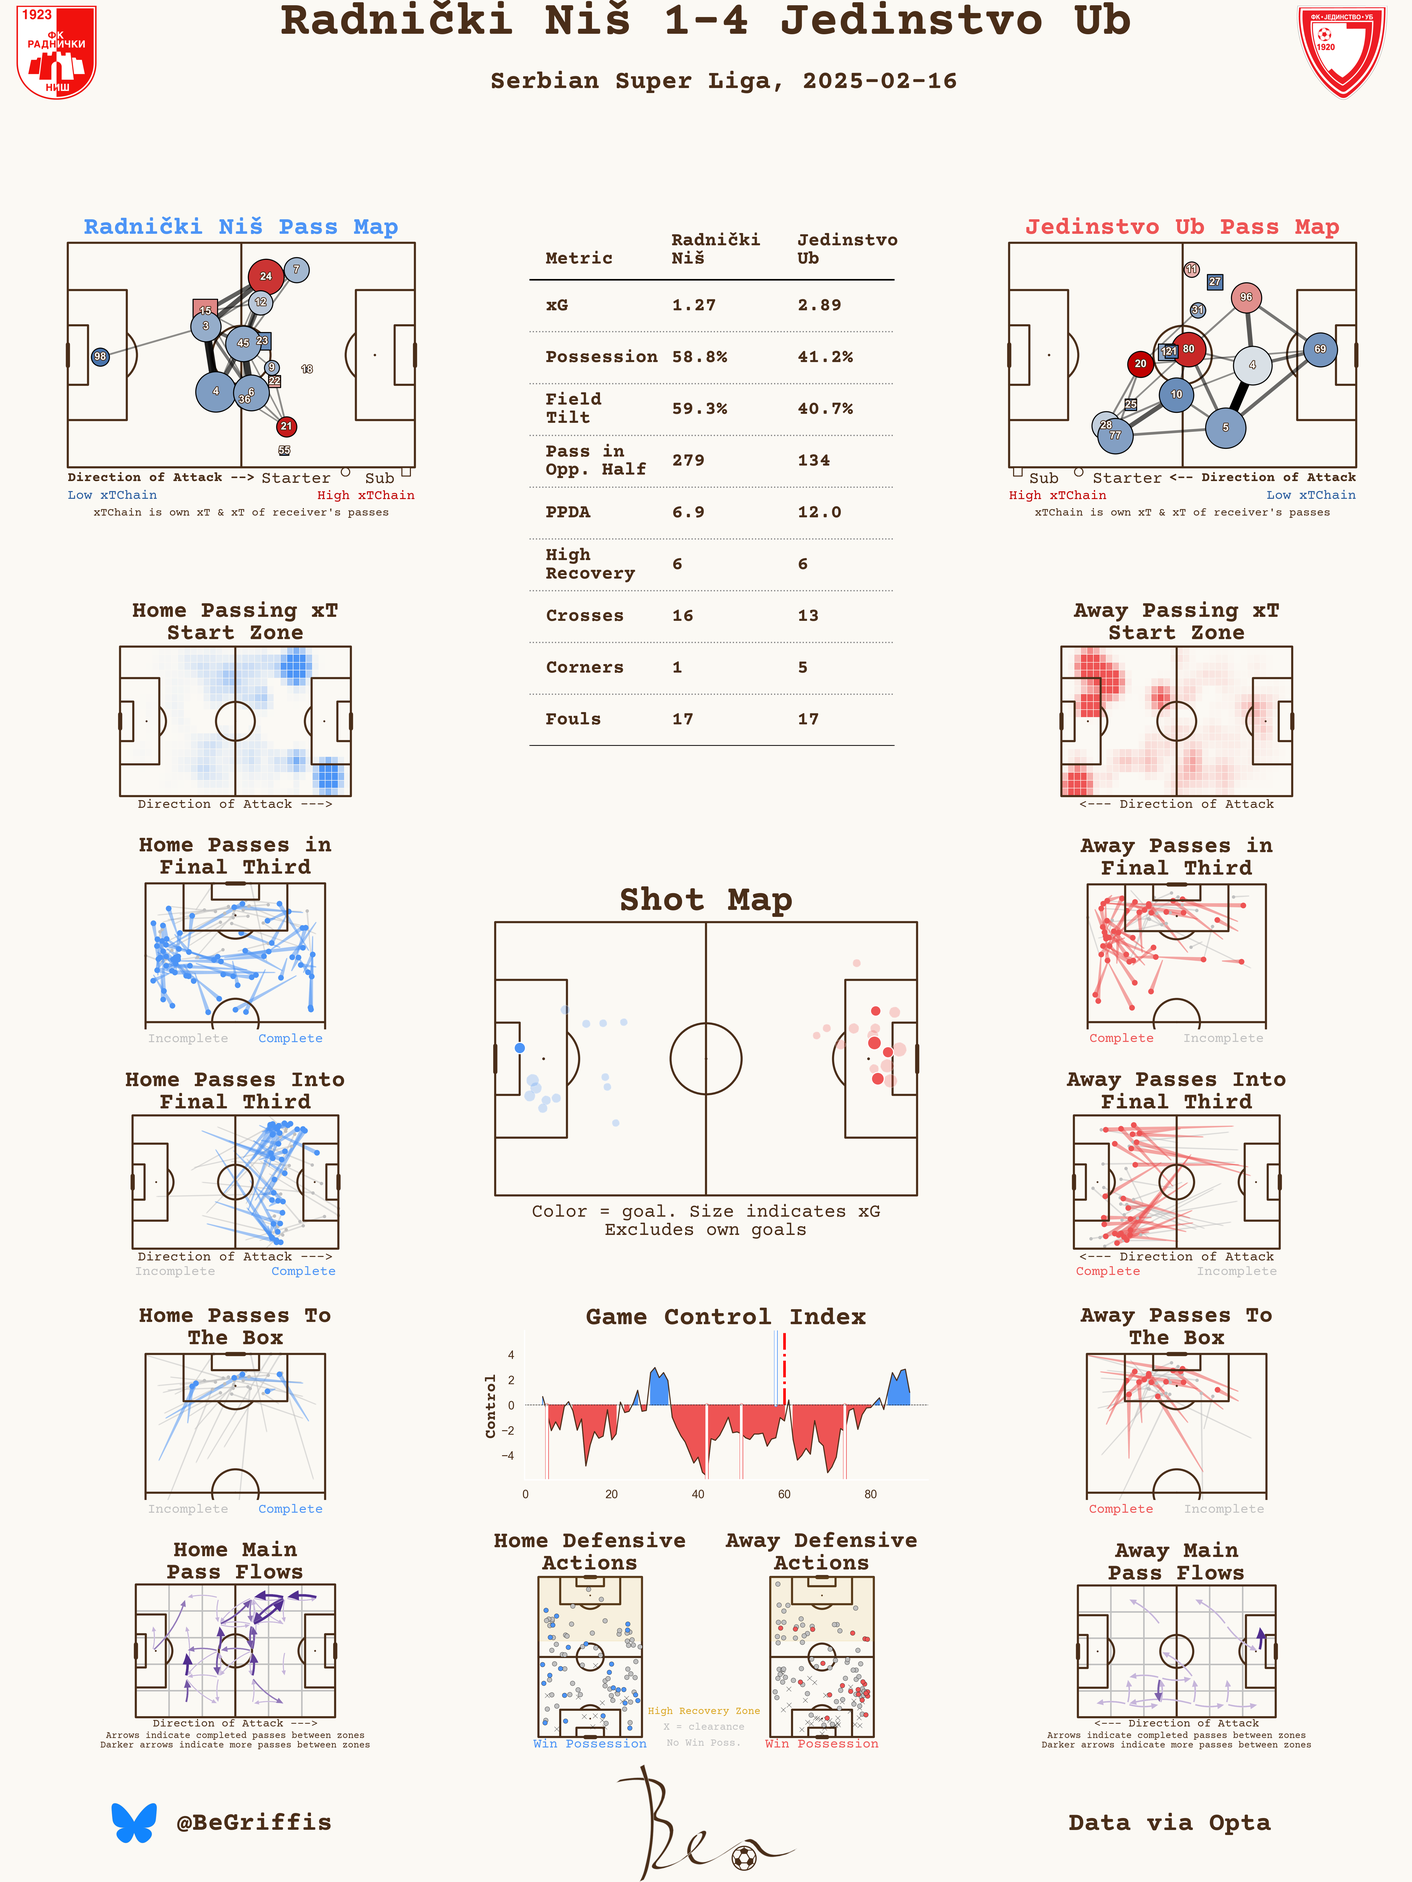 Radnički Niš 1-4 Jedinstvo Ub
Serbian Super Liga, 2025-02-16
1923
ФК
РАДНИЧКИ
НИШ
ФК•ЈЕДИНСТВО•УБ
1920
Radnički Niš Pass Map
24
7
15
12
3
45
23
98
9
18
22
4
6
36
21
55
Direction of Attack --> Starter Sub
Low xTChain High xTChain
xTChain is own xT & xT of receiver's passes
Metric Radnički Niš Jedinstvo Ub
xG 1.27 2.89
Possession 58.8% 41.2%
Field Tilt 59.3% 40.7%
Pass in Opp. Half 279 134
PPDA 6.9 12.0
High Recovery 6 6
Crosses 16 13
Corners 1 5
Fouls 17 17
Jedinstvo Ub Pass Map
11
27
96
31
80
69
20
4
10
25
28
77
5
Sub Starter <-- Direction of Attack
High xTChain Low xTChain
xTChain is own xT & xT of receiver's passes
Home Passing xT
Start Zone
Direction of Attack --->
Away Passing xT
Start Zone
<--- Direction of Attack
Home Passes in
Final Third
Incomplete Complete
Away Passes in
Final Third
Complete Incomplete
Shot Map
Color = goal. Size indicates xG
Excludes own goals
Home Passes Into
Final Third
Direction of Attack --->
Incomplete Complete
Away Passes Into
Final Third
<--- Direction of Attack
Complete Incomplete
Game Control Index
Control
4
2
0
−2
−4
0 20 40 60 80
Home Passes To
The Box
Incomplete Complete
Away Passes To
The Box
Complete Incomplete
Home Main
Pass Flows
Direction of Attack --->
Arrows indicate completed passes between zones
Darker arrows indicate more passes between zones
Home Defensive
Actions
Win Possession
High Recovery Zone
X = clearance
No Win Poss.
Away Defensive
Actions
Win Possession
Away Main
Pass Flows
<--- Direction of Attack
Arrows indicate completed passes between zones
Darker arrows indicate more passes between zones
@BeGriffis
Ben
Data via Opta